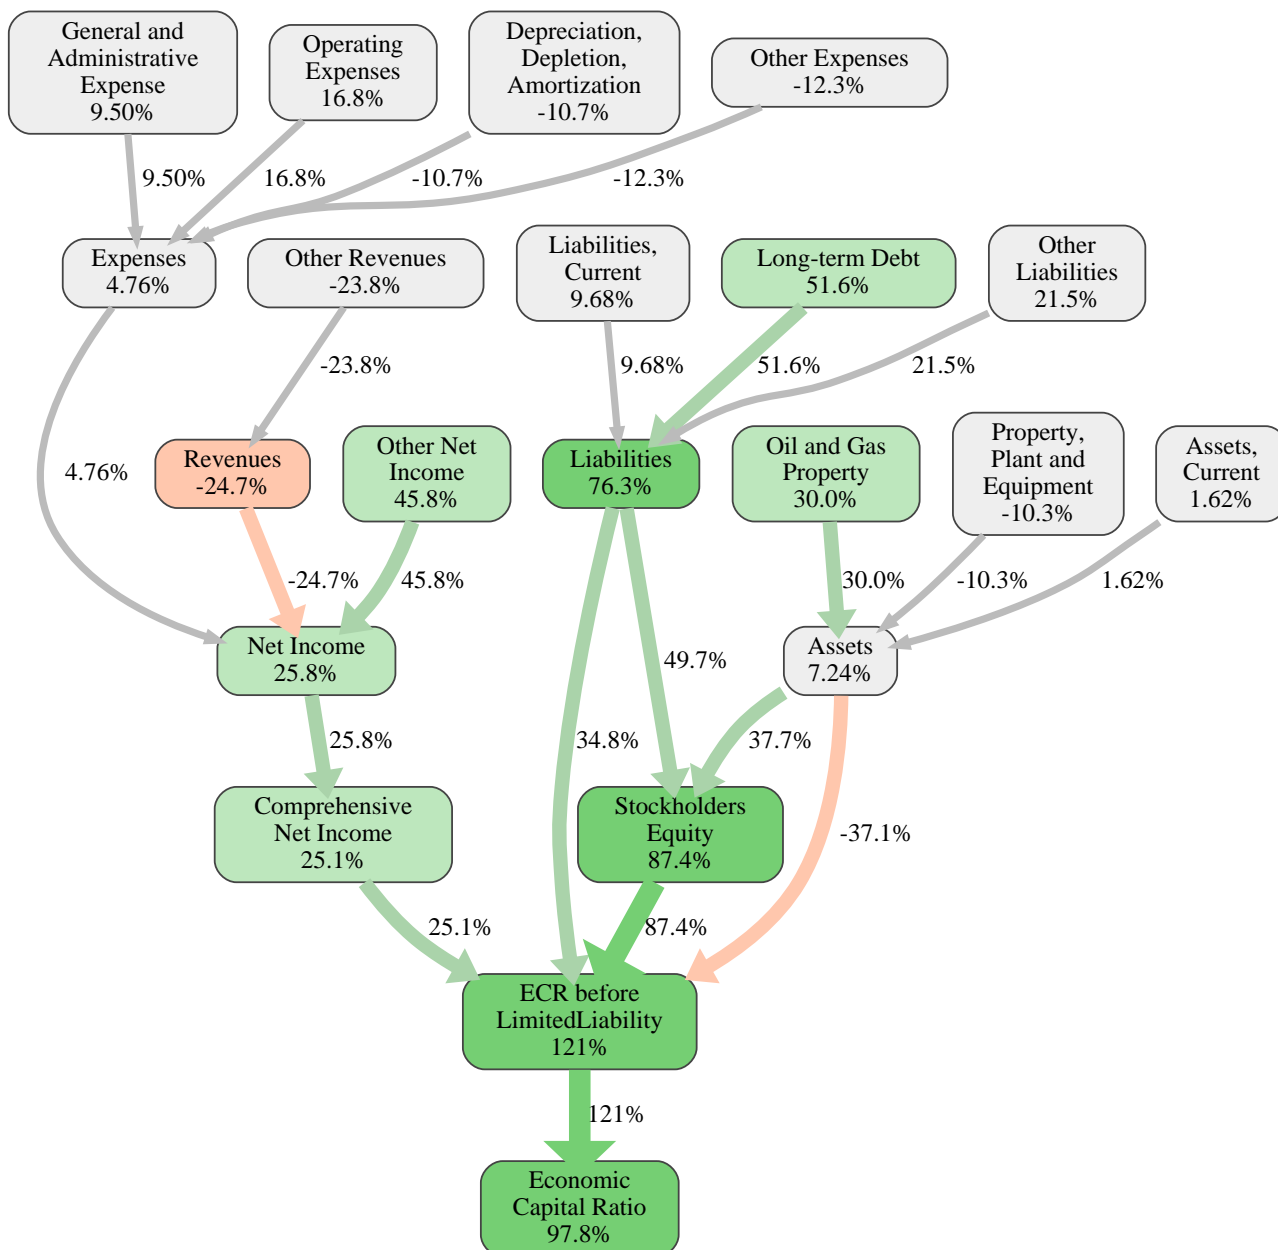 General and
Administrative
Expense
9.50%
Operating
Expenses
16.8%
Depreciation,
Depletion,
Amortization
-10.7%
Other Expenses
-12.3%
9.50%
16.8%
-10.7%
-12.3%
Expenses
4.76%
Other Revenues
-23.8%
Liabilities,
Current
9.68%
Long-term Debt
51.6%
Other
Liabilities
21.5%
-23.8%
9.68%
51.6%
21.5%
4.76%
Revenues
-24.7%
Other Net
Income
45.8%
Liabilities
76.3%
Oil and Gas
Property
30.0%
Property,
Plant and
Equipment
-10.3%
Assets,
Current
1.62%
-24.7%
45.8%
30.0%
-10.3%
1.62%
Net Income
25.8%
49.7%
Assets
7.24%
25.8%
34.8%
37.7%
Comprehensive
Net Income
25.1%
Stockholders
Equity
87.4%
-37.1%
25.1%
87.4%
ECR before
LimitedLiability
121%
121%
Economic
Capital Ratio
97.8%